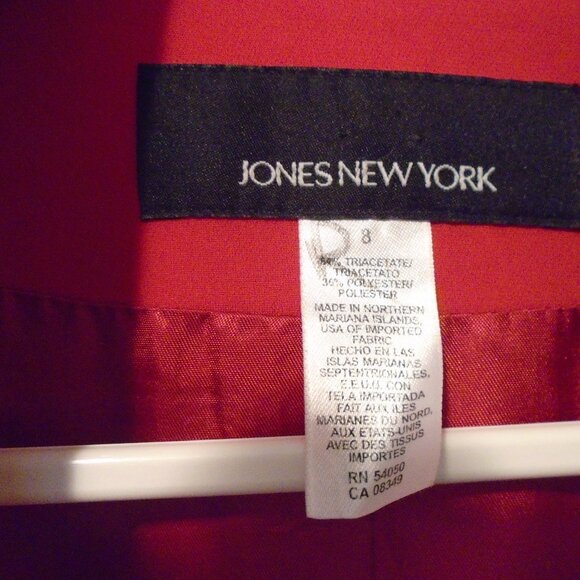 JONES NEW YORK
8
64% TRIACETATE/
TRIACETATO
36% POLYESTER/
POLIESTER
MADE IN NORTHERN
MARIANA ISLANDS,
USA OF IMPORTED
FABRIC
HECHO EN LAS
ISLAS MARIANAS
SEPTENTRIONALES,
E.E.U.U. CON
TELA IMPORTADA
FAIT AUX ILES
MARIANES DU NORD,
AUX ETATS-UNIS
AVEC DES TISSUS
IMPORTES
RN 54050
CA 08349